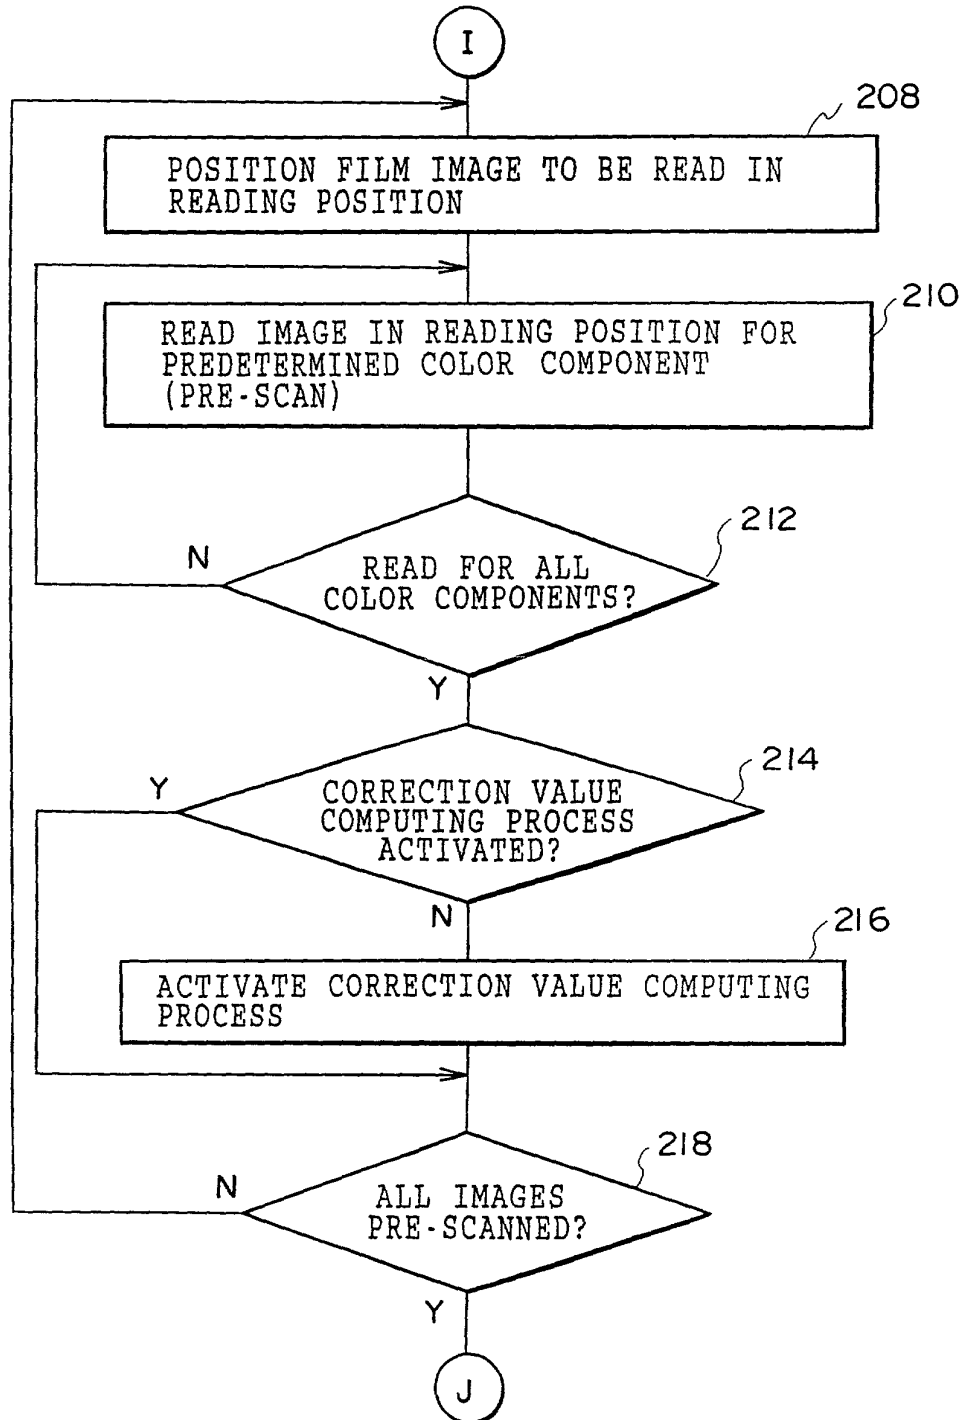 I
208
POSITION FILM IMAGE TO BE READ IN
READING POSITION
210
READ IMAGE IN READING POSITION FOR
PREDETERMINED COLOR COMPONENT
(PRE-SCAN)
212
N
READ FOR ALL
COLOR COMPONENTS?
Y
214
Y
CORRECTION VALUE
COMPUTING PROCESS
ACTIVATED?
N
216
ACTIVATE CORRECTION VALUE COMPUTING
PROCESS
218
N
ALL IMAGES
PRE-SCANNED?
Y
J